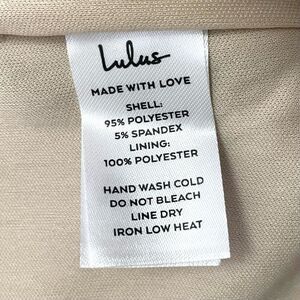 Lulus
MADE WITH LOVE
SHELL:
95% POLYESTER
5% SPANDEX
LINING:
100% POLYESTER
HAND WASH COLD
DO NOT BLEACH
LINE DRY
IRON LOW HEAT